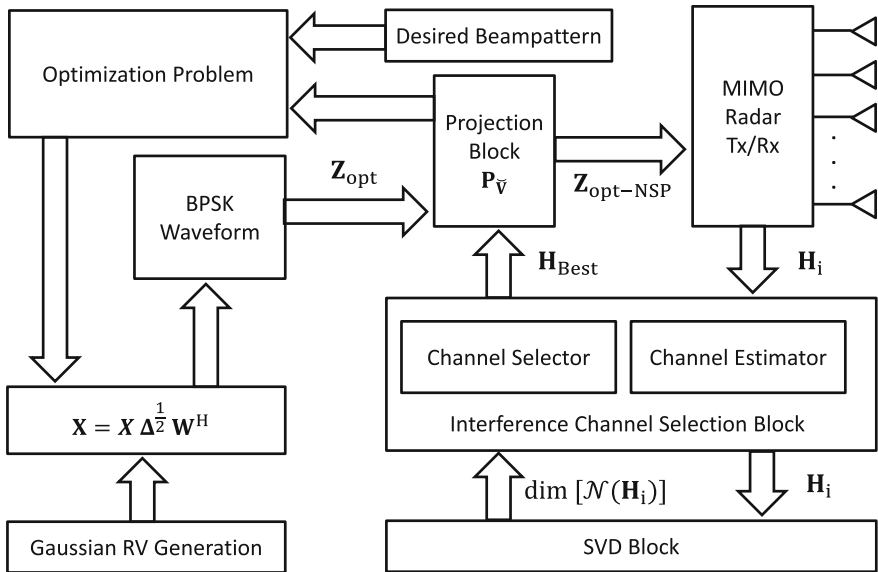 Desired Beampattern
Optimization Problem
MIMO
Radar
Tx/Rx
Projection
Block
𝐏_𝐕̆
BPSK
Waveform
𝐙_opt
𝐙_opt−NSP
𝐇_Best
𝐇_i
Channel Selector
Channel Estimator
Interference Channel Selection Block
𝐗 = 𝑋 𝚫^{1/2} 𝐖^H
dim [𝒩(𝐇_i)]
𝐇_i
Gaussian RV Generation
SVD Block